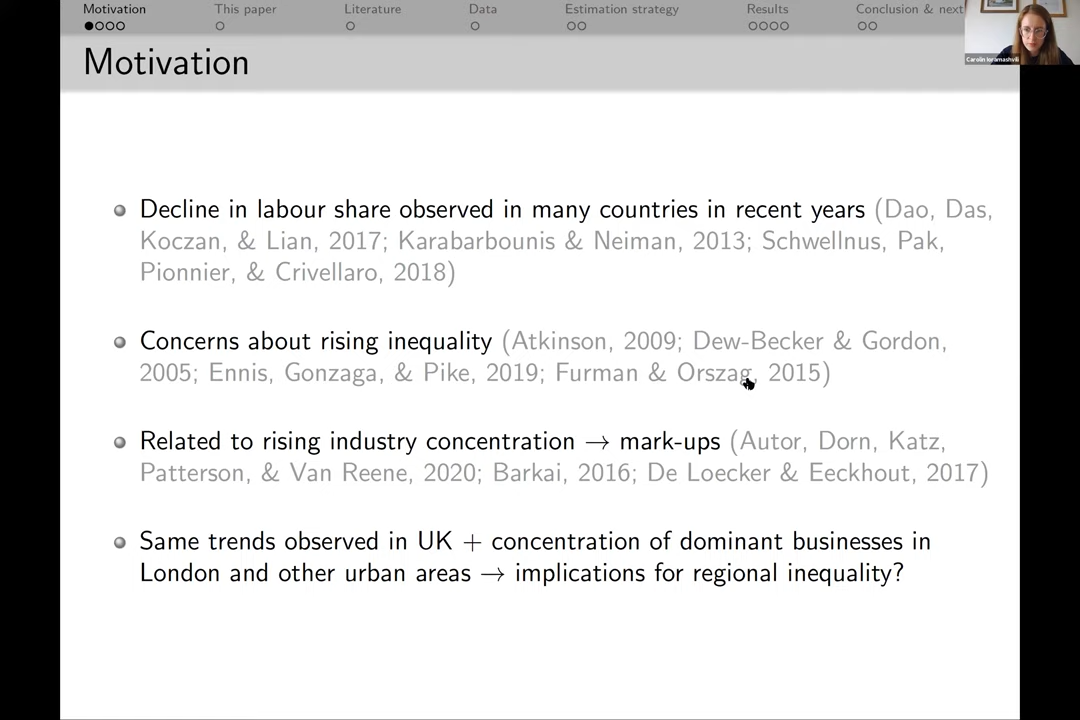 Motivation This paper Literature Data Estimation strategy Results Conclusion & next
Motivation
Decline in labour share observed in many countries in recent years (Dao, Das,
Koczan, & Lian, 2017; Karabarbounis & Neiman, 2013; Schwellnus, Pak,
Pionnier, & Crivellaro, 2018)
Concerns about rising inequality (Atkinson, 2009; Dew-Becker & Gordon,
2005; Ennis, Gonzaga, & Pike, 2019; Furman & Orszag, 2015)
Related to rising industry concentration → mark-ups (Autor, Dorn, Katz,
Patterson, & Van Reene, 2020; Barkai, 2016; De Loecker & Eeckhout, 2017)
Same trends observed in UK + concentration of dominant businesses in
London and other urban areas → implications for regional inequality?
Carolin Ioramashvili